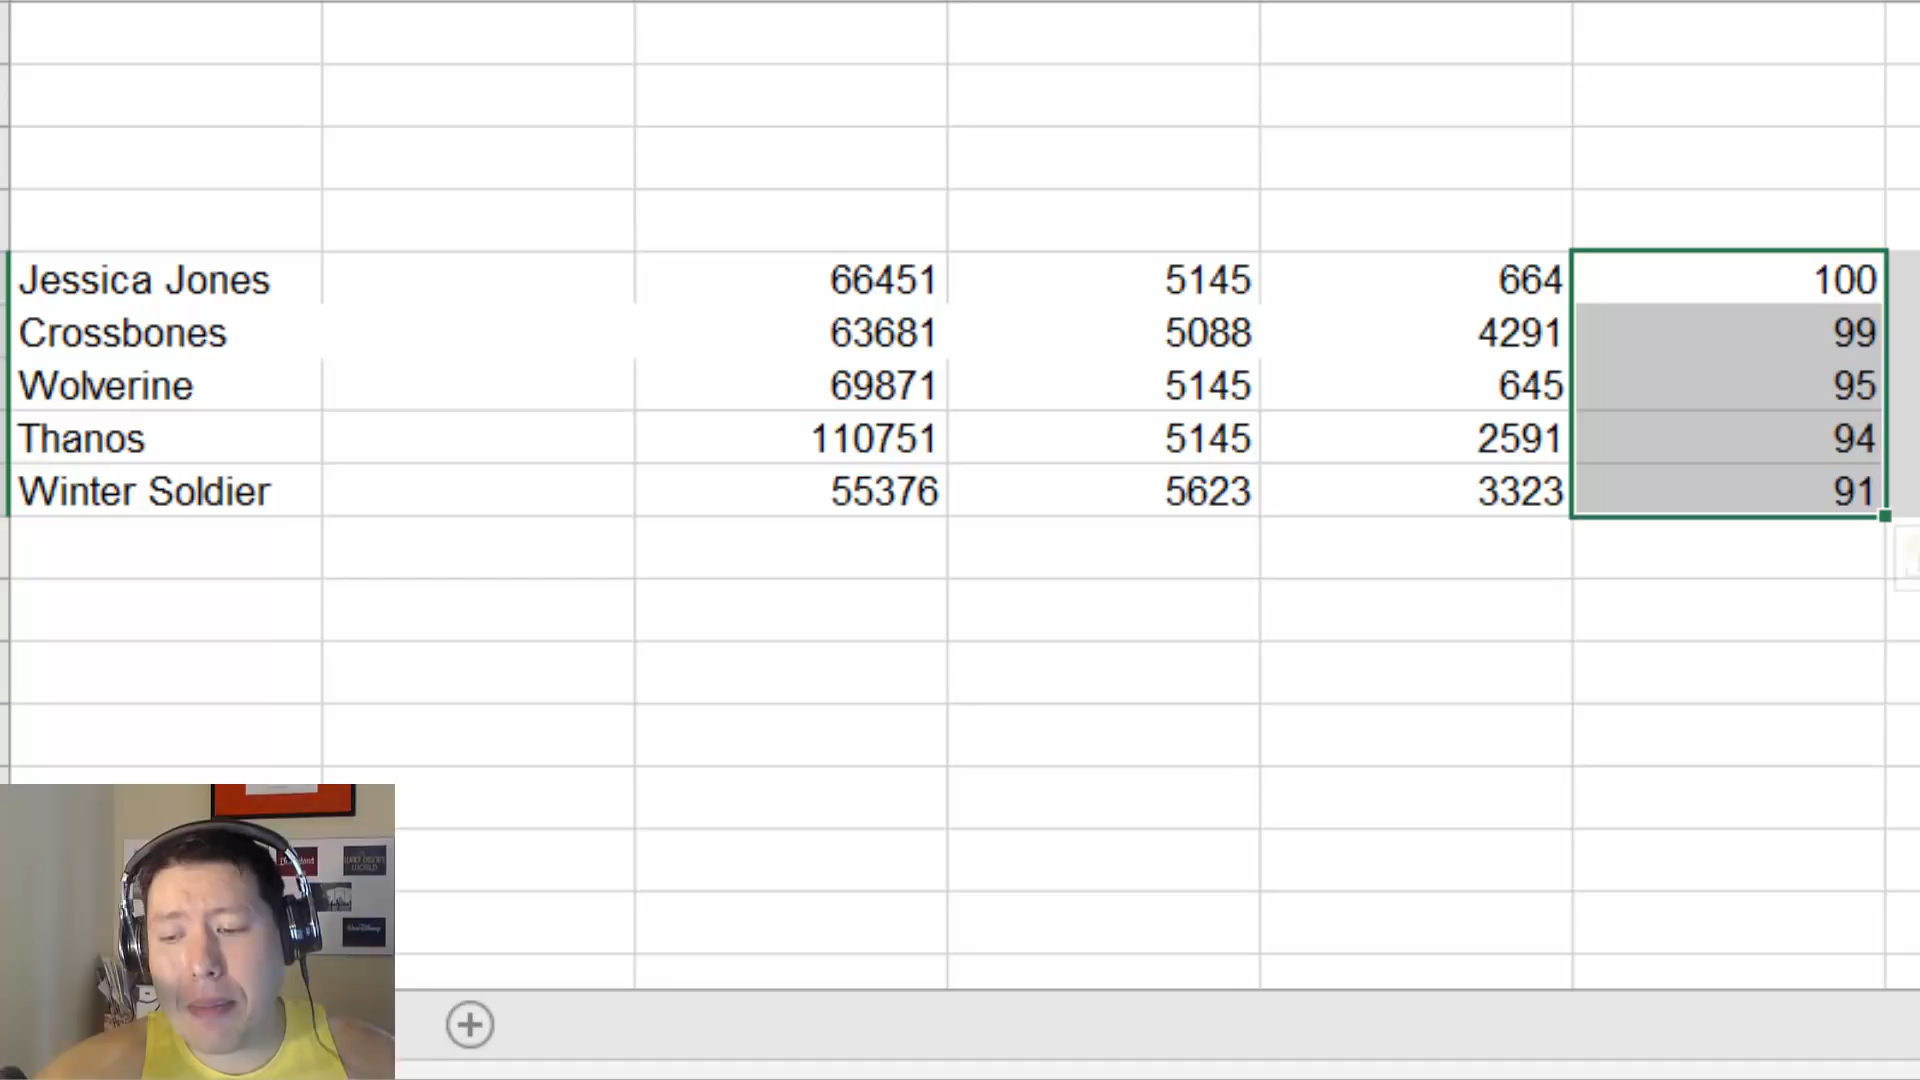 Jessica Jones 66451 5145 664 100
Crossbones 63681 5088 4291 99
Wolverine 69871 5145 645 95
Thanos 110751 5145 2591 94
Winter Soldier 55376 5623 3323 91